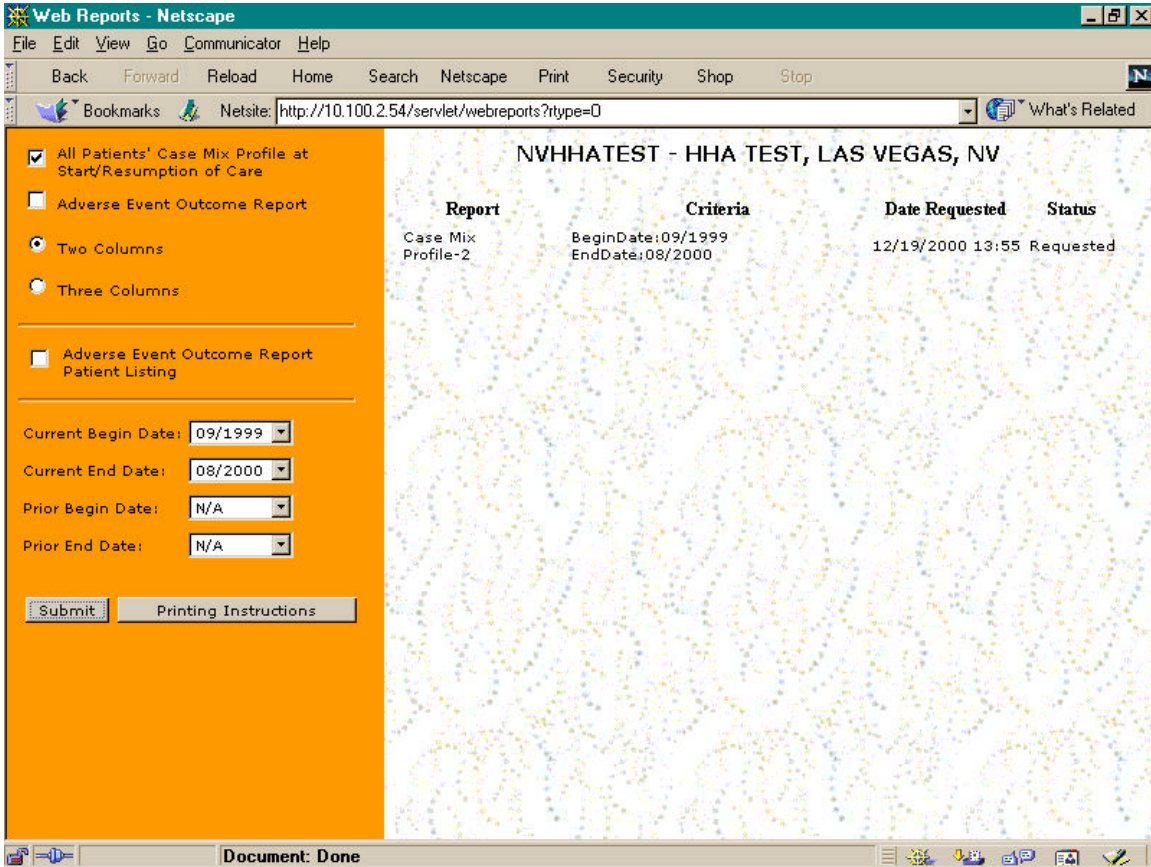 Web Reports - Netscape
File Edit View Go Communicator Help
Back Forward Reload Home Search Netscape Print Security Shop Stop
N
Bookmarks Netsite: http://10.100.2.54/servlet/webreports?rtype=0 What's Related
All Patients' Case Mix Profile at
Start/Resumption of Care
Adverse Event Outcome Report
Two Columns
Three Columns
Adverse Event Outcome Report
Patient Listing
Current Begin Date: 09/1999
Current End Date: 08/2000
Prior Begin Date: N/A
Prior End Date: N/A
Submit Printing Instructions
NVHHATEST - HHA TEST, LAS VEGAS, NV
Report Criteria Date Requested Status
Case Mix
Profile-2
BeginDate:09/1999
EndDate:08/2000
12/19/2000 13:55 Requested
Document: Done